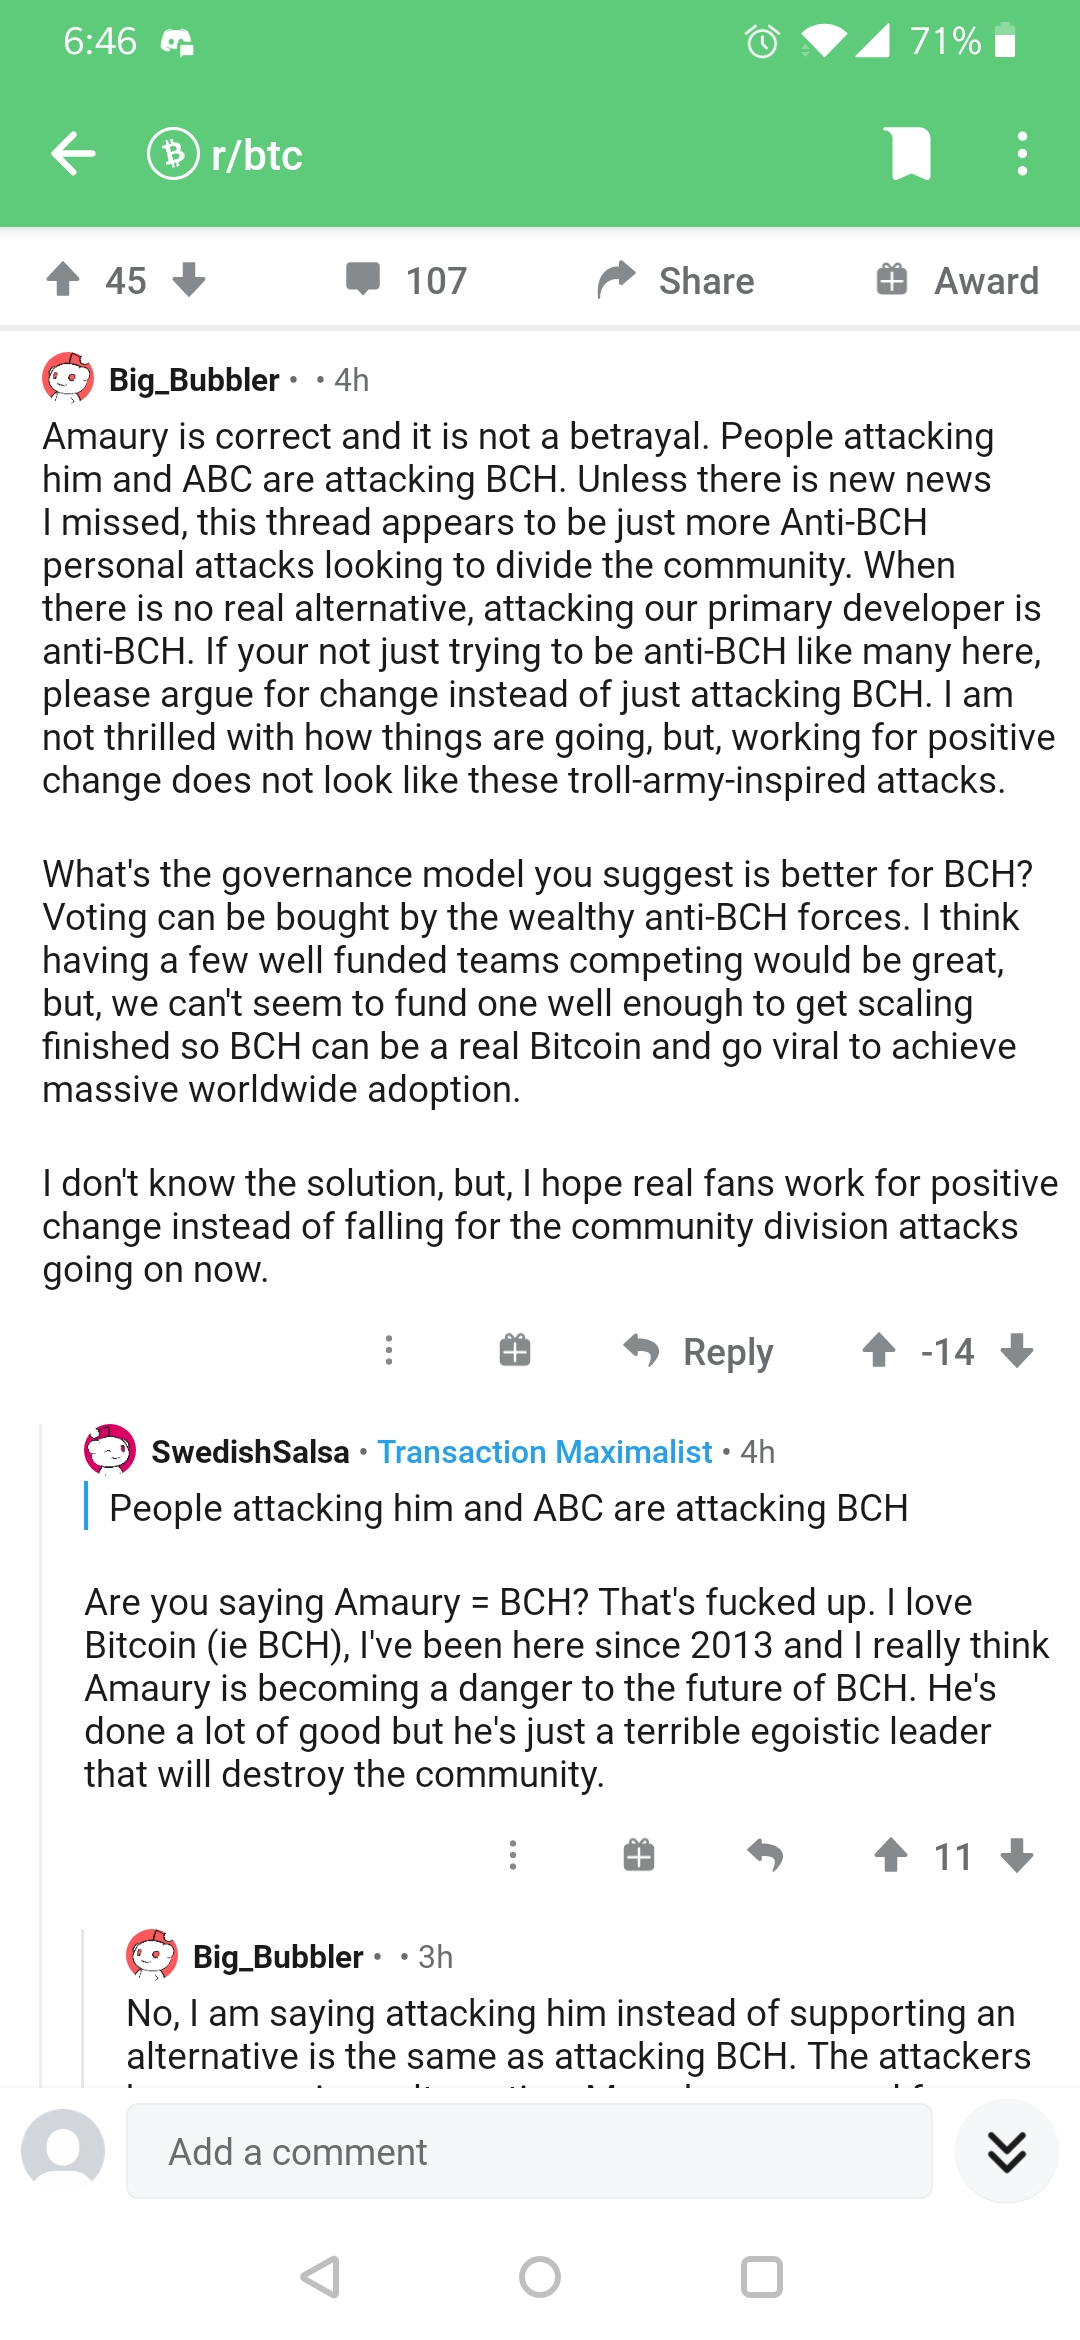 6:46
71%
r/btc
45
107
Share
Award
Big_Bubbler • • 4h
Amaury is correct and it is not a betrayal. People attacking
him and ABC are attacking BCH. Unless there is new news
I missed, this thread appears to be just more Anti-BCH
personal attacks looking to divide the community. When
there is no real alternative, attacking our primary developer is
anti-BCH. If your not just trying to be anti-BCH like many here,
please argue for change instead of just attacking BCH. I am
not thrilled with how things are going, but, working for positive
change does not look like these troll-army-inspired attacks.
What's the governance model you suggest is better for BCH?
Voting can be bought by the wealthy anti-BCH forces. I think
having a few well funded teams competing would be great,
but, we can't seem to fund one well enough to get scaling
finished so BCH can be a real Bitcoin and go viral to achieve
massive worldwide adoption.
I don't know the solution, but, I hope real fans work for positive
change instead of falling for the community division attacks
going on now.
Reply
-14
SwedishSalsa • Transaction Maximalist • 4h
People attacking him and ABC are attacking BCH
Are you saying Amaury = BCH? That's fucked up. I love
Bitcoin (ie BCH), I've been here since 2013 and I really think
Amaury is becoming a danger to the future of BCH. He's
done a lot of good but he's just a terrible egoistic leader
that will destroy the community.
11
Big_Bubbler • • 3h
No, I am saying attacking him instead of supporting an
alternative is the same as attacking BCH. The attackers
Add a comment